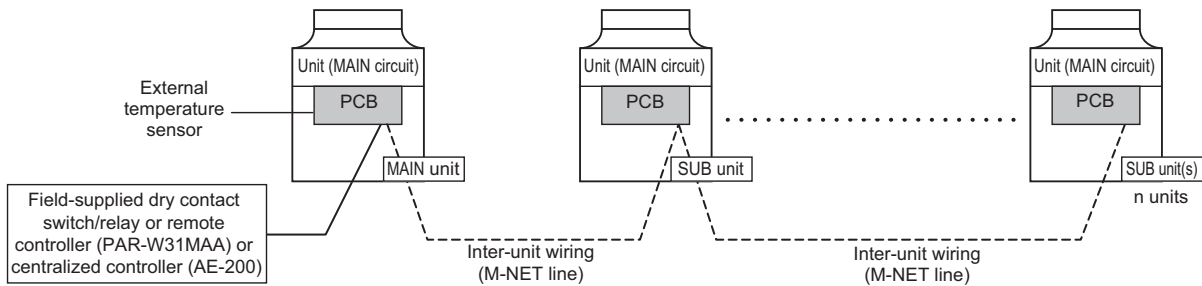 Unit (MAIN circuit)
PCB
External
temperature
sensor
MAIN unit
Field-supplied dry contact
switch/relay or remote
controller (PAR-W31MAA) or
centralized controller (AE-200)
Inter-unit wiring
(M-NET line)
Unit (MAIN circuit)
PCB
SUB unit
Inter-unit wiring
(M-NET line)
Unit (MAIN circuit)
PCB
SUB unit(s)
n units